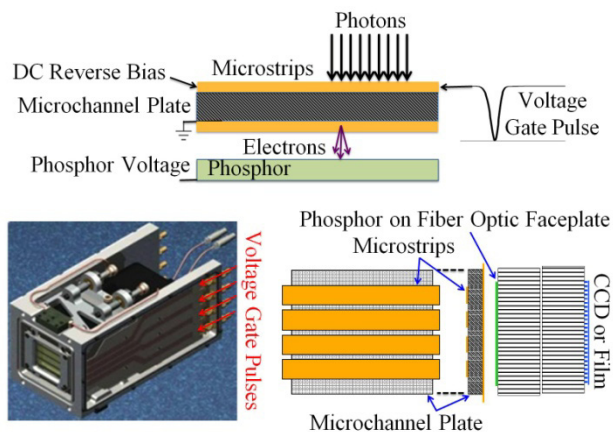 Photons
DC Reverse Bias
Microstrips
Microchannel Plate
Voltage
Gate Pulse
Electrons
Phosphor Voltage
Phosphor
Phosphor on Fiber Optic Faceplate
Microstrips
Voltage Gate Pulses
CCD or Film
Microchannel Plate